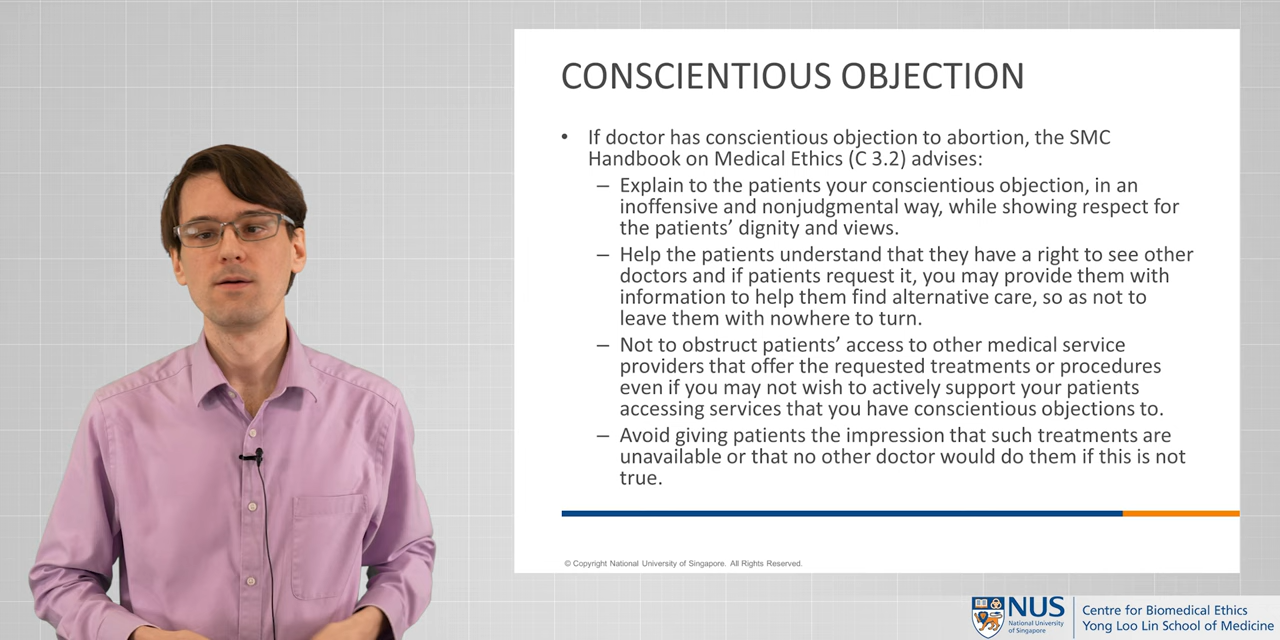 CONSCIENTIOUS OBJECTION
• If doctor has conscientious objection to abortion, the SMC
Handbook on Medical Ethics (C 3.2) advises:
– Explain to the patients your conscientious objection, in an
inoffensive and nonjudgmental way, while showing respect for
the patients’ dignity and views.
– Help the patients understand that they have a right to see other
doctors and if patients request it, you may provide them with
information to help them find alternative care, so as not to
leave them with nowhere to turn.
– Not to obstruct patients’ access to other medical service
providers that offer the requested treatments or procedures
even if you may not wish to actively support your patients
accessing services that you have conscientious objections to.
– Avoid giving patients the impression that such treatments are
unavailable or that no other doctor would do them if this is not
true.
© Copyright National University of Singapore. All Rights Reserved.
NUS
National University
of Singapore
Centre for Biomedical Ethics
Yong Loo Lin School of Medicine